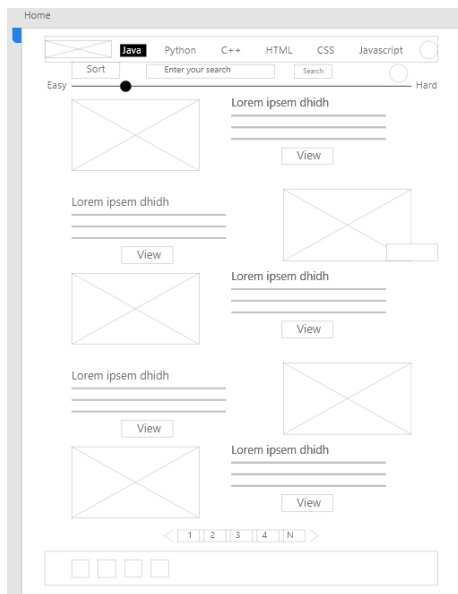 Home
Java Python C++ HTML CSS Javascript
Sort Enter your search Search
Easy Hard
Lorem ipsem dhidh
View
Lorem ipsem dhidh
View
Lorem ipsem dhidh
View
Lorem ipsem dhidh
View
Lorem ipsem dhidh
View
< 1 2 3 4 N >